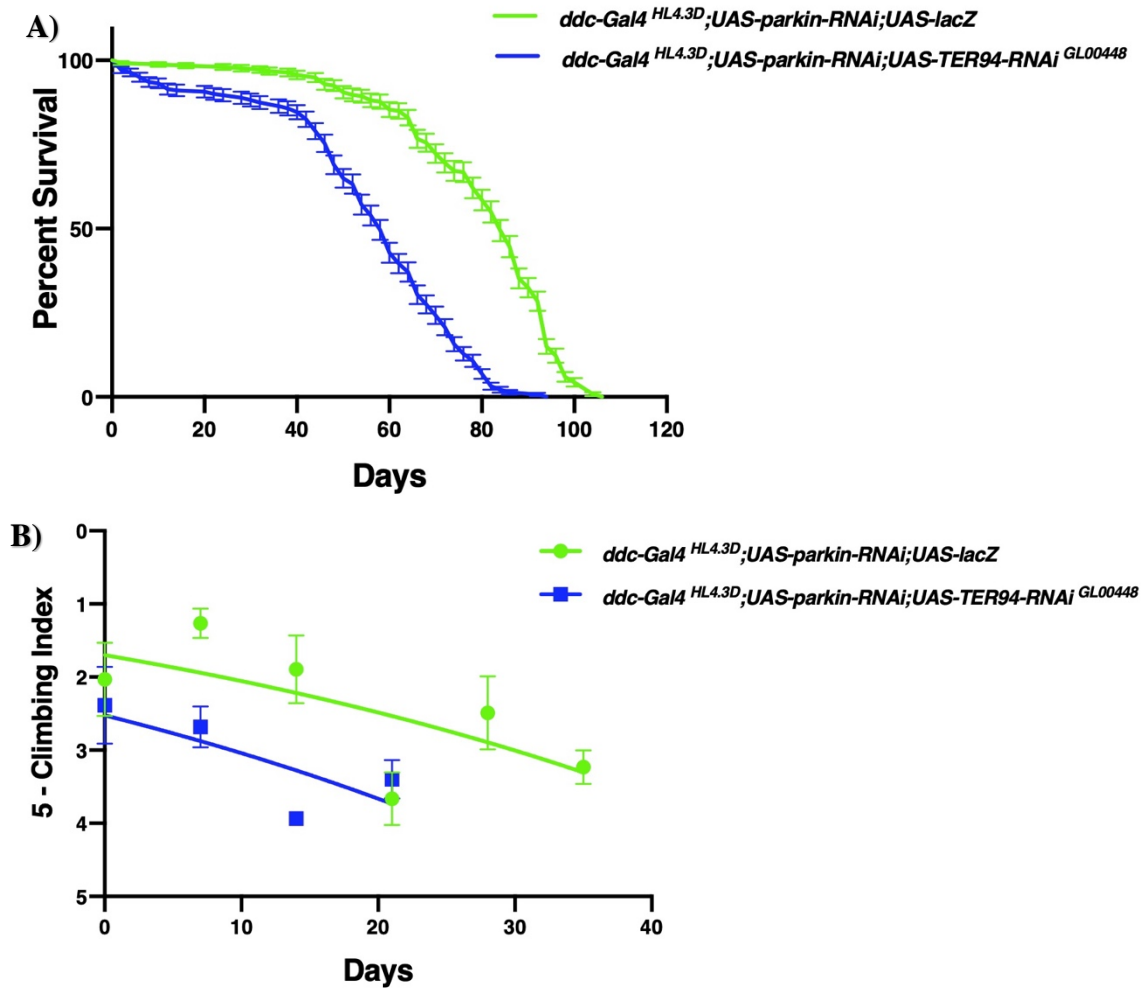 A)
ddc-Gal4 HL4.3D;UAS-parkin-RNAi;UAS-lacZ
ddc-Gal4 HL4.3D;UAS-parkin-RNAi;UAS-TER94-RNAi GL00448
Percent Survival
100
50
0
0 20 40 60 80 100 120
Days
B)
ddc-Gal4 HL4.3D;UAS-parkin-RNAi;UAS-lacZ
ddc-Gal4 HL4.3D;UAS-parkin-RNAi;UAS-TER94-RNAi GL00448
5 - Climbing Index
0
1
2
3
4
5
0 10 20 30 40
Days